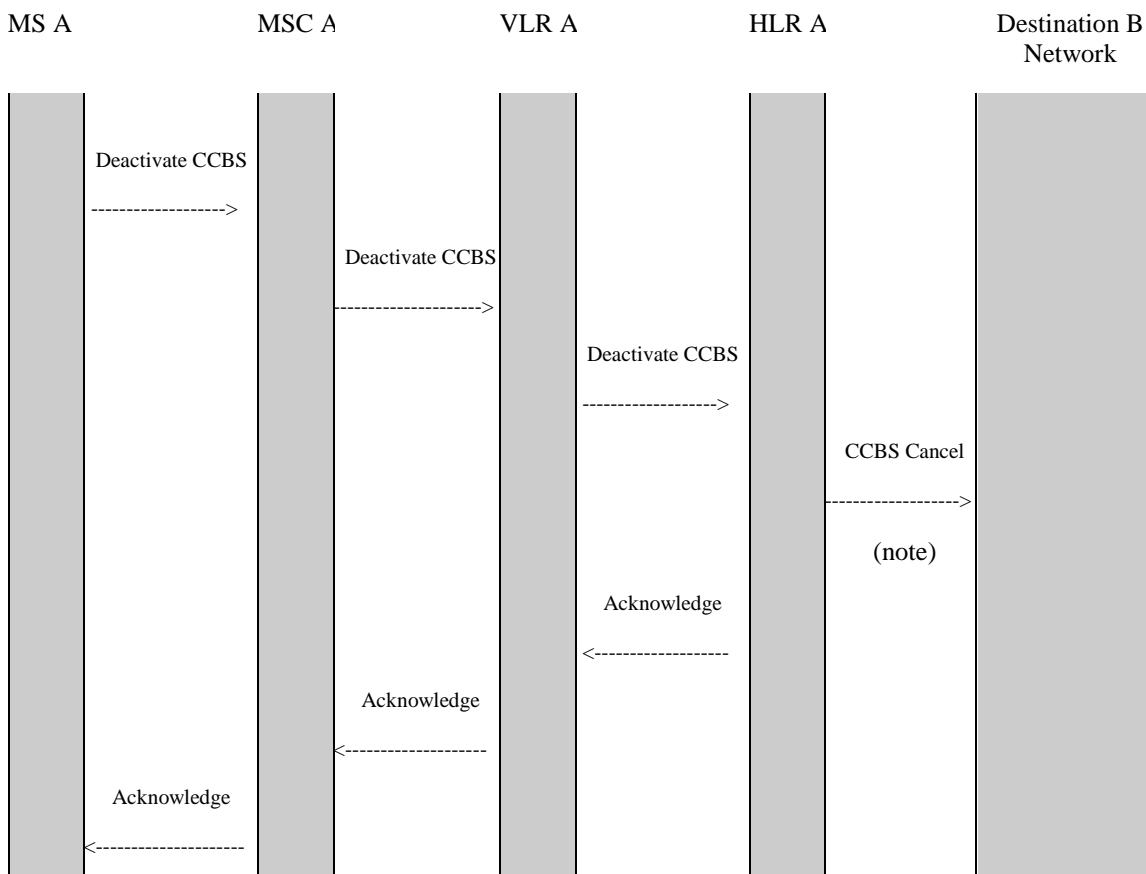 MS A
MSC A
VLR A
HLR A
Destination B
Network
Deactivate CCBS
-------------------->
Deactivate CCBS
---------------------->
Deactivate CCBS
-------------------->
CCBS Cancel
-------------------->
(note)
Acknowledge
<--------------------
Acknowledge
<---------------------
Acknowledge
<---------------------